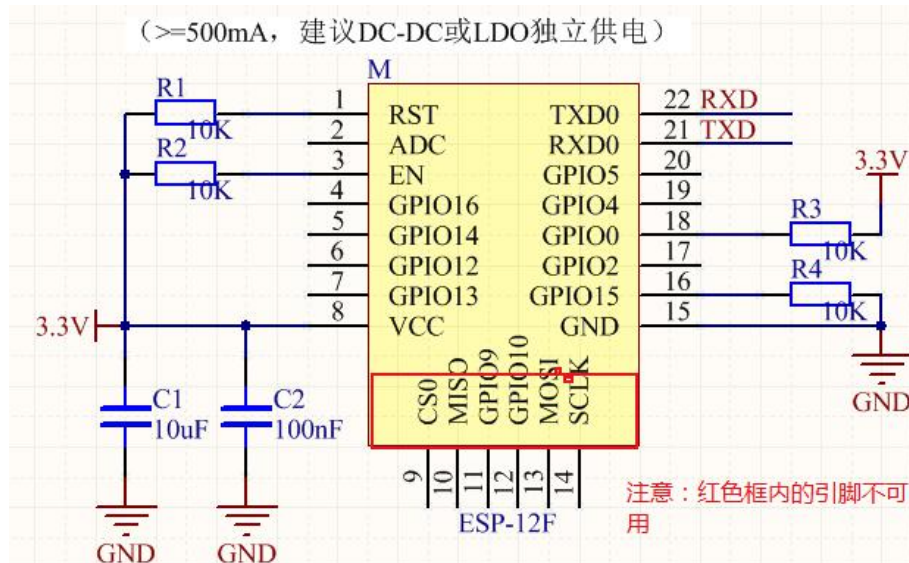 （>=500mA，建议DC-DC或LDO独立供电）
M
R1
10K
R2
10K
1
2
3
4
5
6
7
8
RST
ADC
EN
GPIO16
GPIO14
GPIO12
GPIO13
VCC
TXD0
RXD0
GPIO5
GPIO4
GPIO0
GPIO2
GPIO15
GND
22 RXD
21 TXD
20
19
18
17
16
15
3.3V
R3
10K
R4
10K
GND
3.3V
C1
10uF
C2
100nF
GND
GND
CS0
MISO
GPIO9
GPIO10
MOSI
SCLK
9
10
11
12
13
14
ESP-12F
注意：红色框内的引脚不可
用